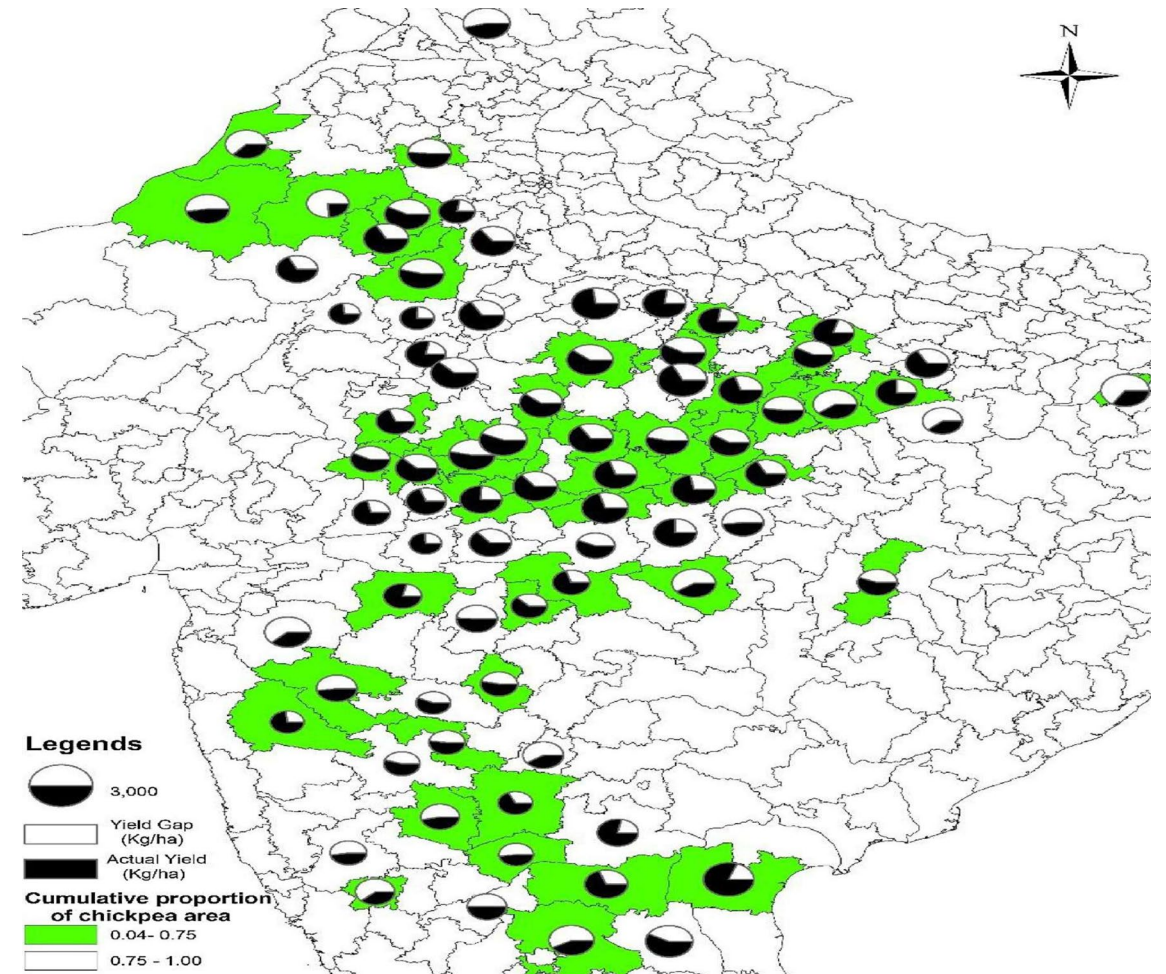 N
Legends
3,000
Yield Gap
(Kg/ha)
Actual Yield
(Kg/ha)
Cumulative proportion
of chickpea area
0.04- 0.75
0.75 - 1.00